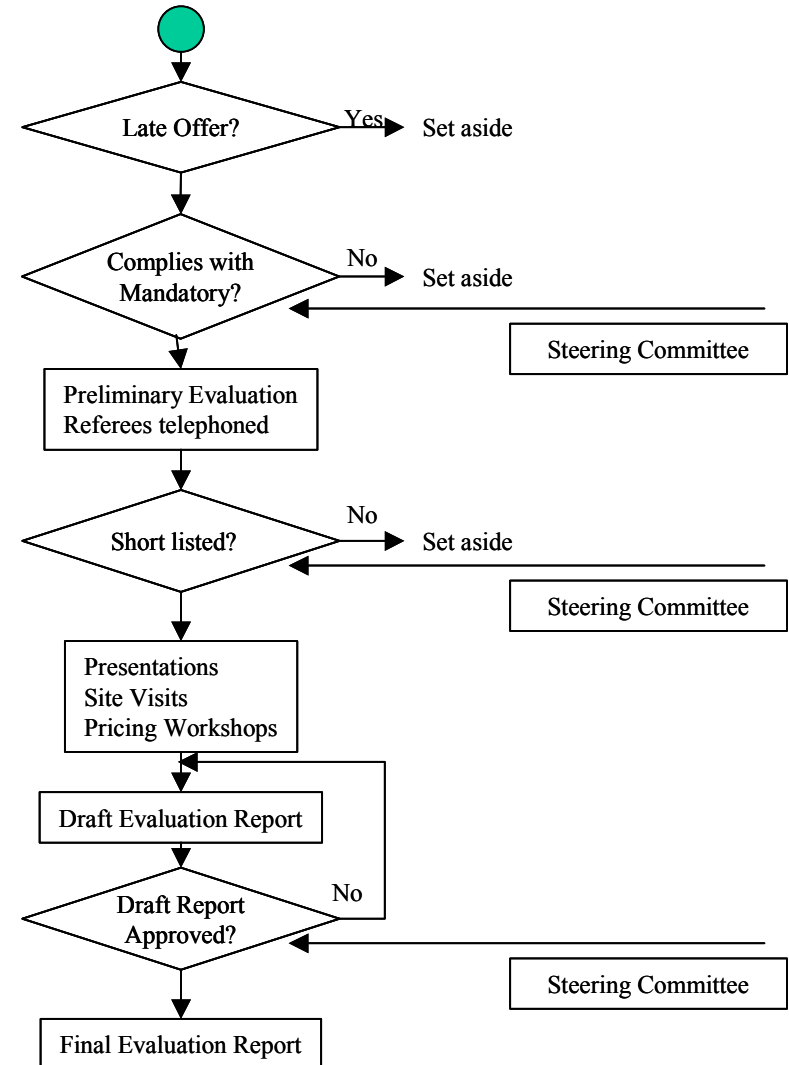 Late Offer?
Yes
Set aside
Complies with
Mandatory?
No
Set aside
Steering Committee
Preliminary Evaluation
Referees telephoned
Short listed?
No
Set aside
Steering Committee
Presentations
Site Visits
Pricing Workshops
Draft Evaluation Report
Draft Report
Approved?
No
Steering Committee
Final Evaluation Report